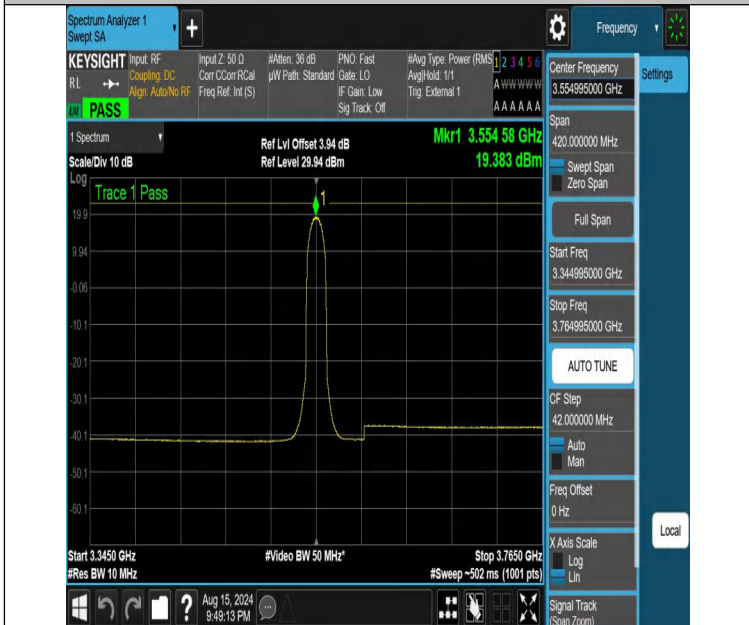 Spectrum Analyzer 1
Swept SA
+
Frequency
KEYSIGHT
RL
PASS
Input: RF
Coupling: DC
Align: Auto/No RF
Input Z: 50 Ω
Corr CCorr RCal
Freq Ref: Int (S)
#Atten: 36 dB
µW Path: Standard
PNO: Fast
Gate: LO
IF Gain: Low
Sig Track: Off
#Avg Type: Power (RMS
Avg|Hold: 1/1
Trig: External 1
1 2 3 4 5 6
A W W W W W
A A A A A A
1 Spectrum
Scale/Div 10 dB
Log
Ref Lvl Offset 3.94 dB
Ref Level 29.94 dBm
Mkr1 3.554 58 GHz
19.383 dBm
Trace 1 Pass
1
19.9
9.94
-0.06
-10.1
-20.1
-30.1
-40.1
-50.1
-60.1
Start 3.3450 GHz
#Res BW 10 MHz
#Video BW 50 MHz*
Stop 3.7650 GHz
#Sweep ~502 ms (1001 pts)
?
Aug 15, 2024
9:49:13 PM
Center Frequency
3.554995000 GHz
Settings
Span
420.000000 MHz
Swept Span
Zero Span
Full Span
Start Freq
3.344995000 GHz
Stop Freq
3.764995000 GHz
AUTO TUNE
CF Step
42.000000 MHz
Auto
Man
Freq Offset
0 Hz
Local
X Axis Scale
Log
Lin
Signal Track
(Span Zoom)